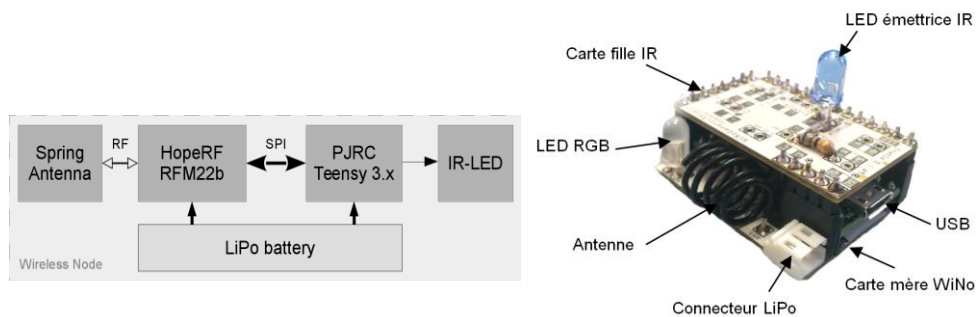 Spring
Antenna
RF
HopeRF
RFM22b
SPI
PJRC
Teensy 3.x
IR-LED
LiPo battery
Wireless Node
LED émettrice IR
Carte fille IR
LED RGB
Antenne
USB
Carte mère WiNo
Connecteur LiPo